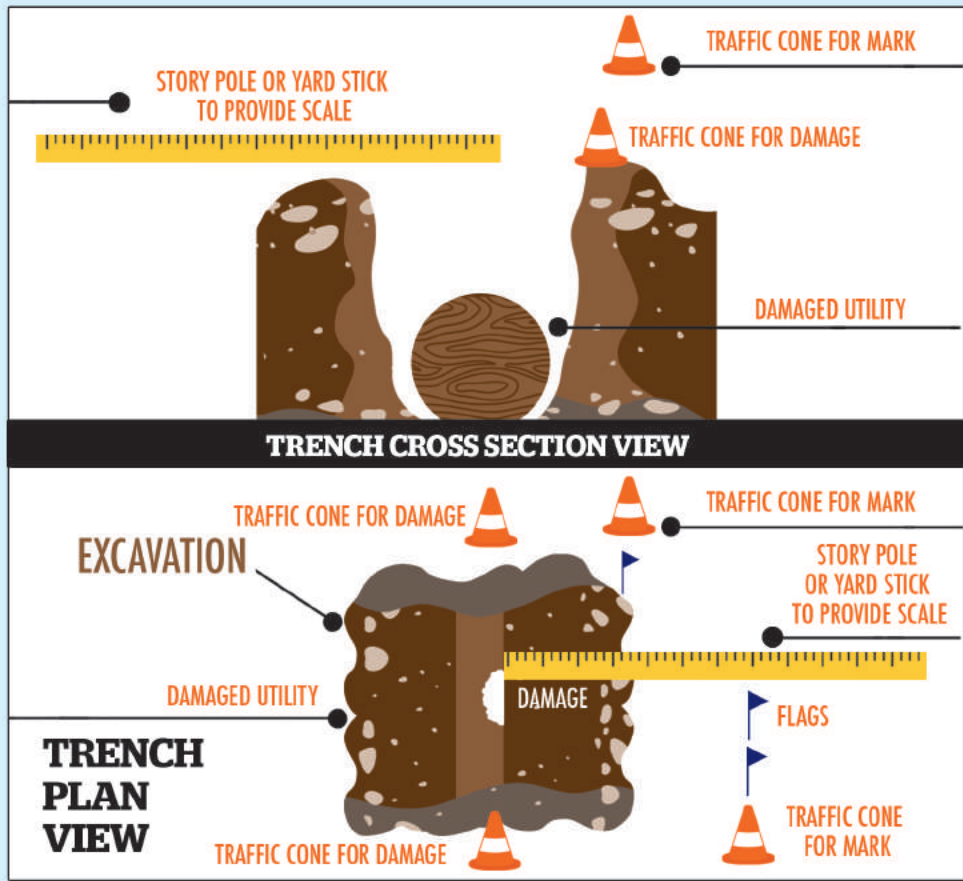 TRAFFIC CONE FOR MARK
STORY POLE OR YARD STICK
TO PROVIDE SCALE
TRAFFIC CONE FOR DAMAGE
DAMAGED UTILITY
TRENCH CROSS SECTION VIEW
TRAFFIC CONE FOR DAMAGE
TRAFFIC CONE FOR MARK
EXCAVATION
STORY POLE
OR YARD STICK
TO PROVIDE SCALE
DAMAGED UTILITY
DAMAGE
FLAGS
TRENCH
PLAN
VIEW
TRAFFIC CONE
FOR MARK
TRAFFIC CONE FOR DAMAGE